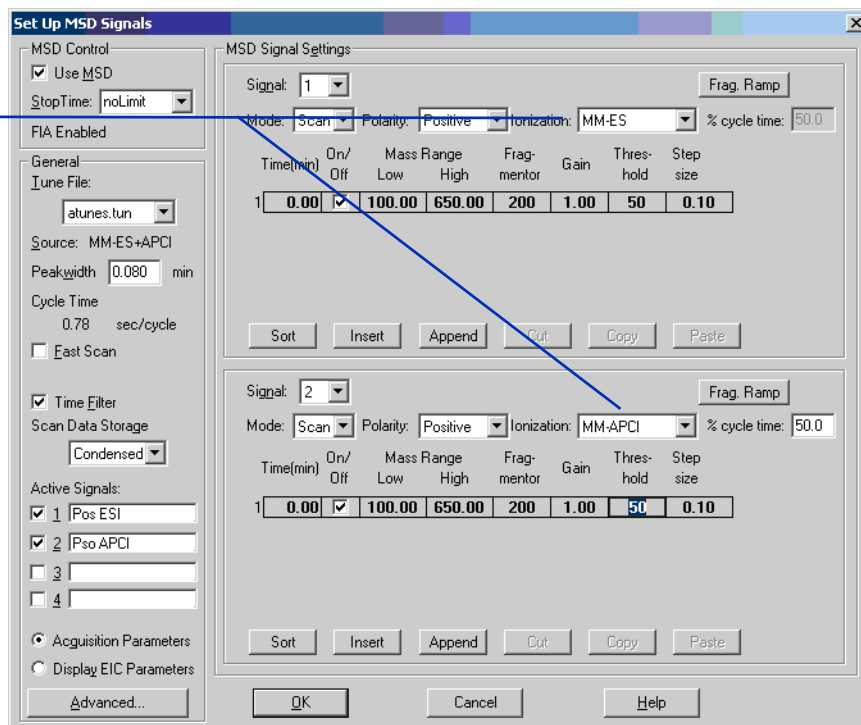 Set Up MSD Signals
MSD Control
Use MSD
StopTime: noLimit
FIA Enabled
General
Tune File:
atunes.tun
Source: MM-ES+APCI
Peakwidth 0.080 min
Cycle Time
0.78 sec/cycle
Fast Scan
Time Filter
Scan Data Storage
Condensed
Active Signals:
1 Pos ESI
2 Pso APCI
3
4
Acquisition Parameters
Display EIC Parameters
Advanced...
MSD Signal Settings
Signal: 1 Frag. Ramp
Mode: Scan Polarity: Positive Ionization: MM-ES % cycle time: 50.0
Time(min) On/ Off Mass Range Low High Frag- mentor Gain Thres- hold Step size
1 0.00 100.00 650.00 200 1.00 50 0.10
Sort Insert Append Cut Copy Paste
Signal: 2 Frag. Ramp
Mode: Scan Polarity: Positive Ionization: MM-APCI % cycle time: 50.0
Time(min) On/ Off Mass Range Low High Frag- mentor Gain Thres- hold Step size
1 0.00 100.00 650.00 200 1.00 50 0.10
Sort Insert Append Cut Copy Paste
OK Cancel Help